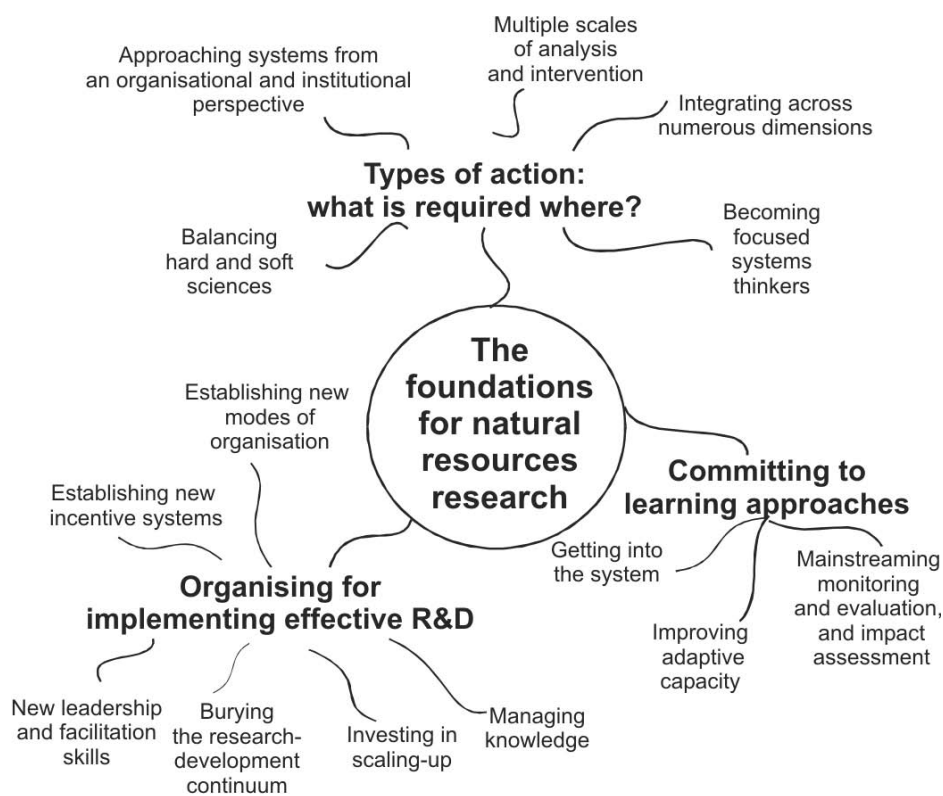 Multiple scales
of analysis
and intervention
Approaching systems from
an organisational and institutional
perspective
Integrating across
numerous dimensions
Types of action:
what is required where?
Balancing
hard and soft
sciences
Becoming
focused
systems
thinkers
The
foundations
for natural
resources
research
Establishing new
modes of
organisation
Establishing new
incentive systems
Committing to
learning approaches
Getting into
the system
Mainstreaming
monitoring
and evaluation,
and impact
assessment
Improving
adaptive
capacity
Organising for
implementing effective R&D
New leadership
and facilitation
skills
Burying
the research-
development
continuum
Investing in
scaling-up
Managing
knowledge